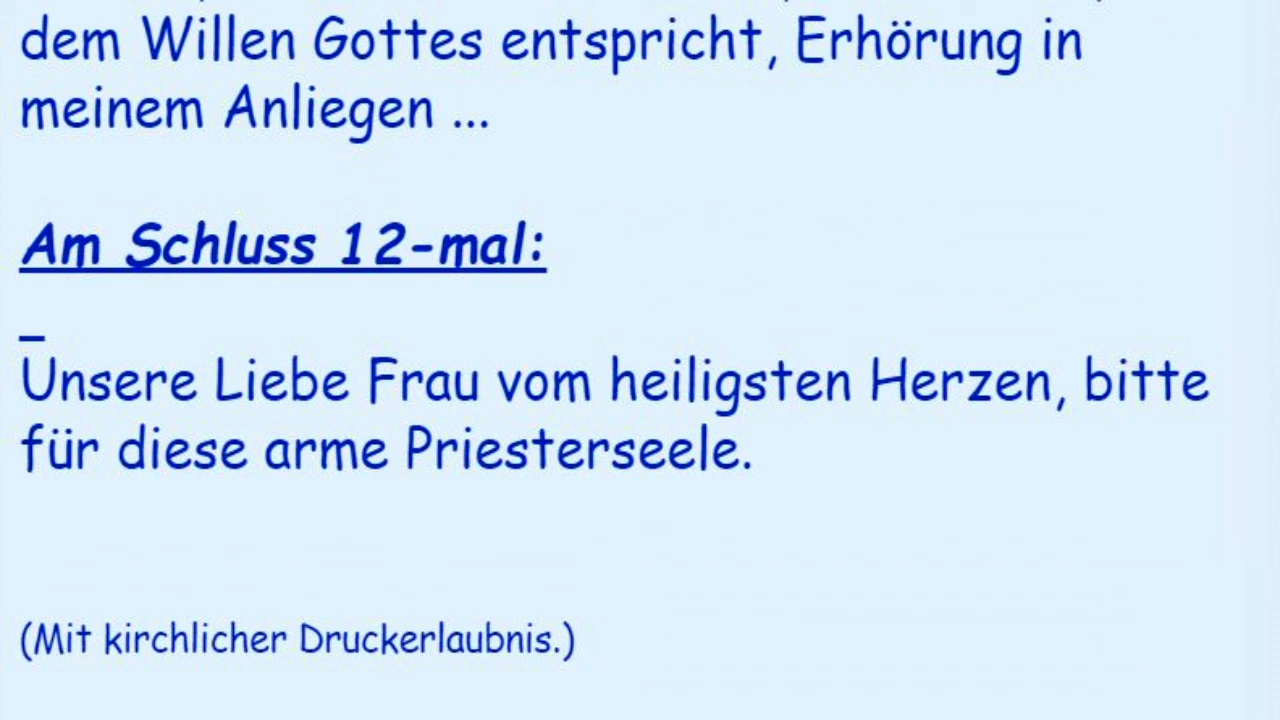 dem Willen Gottes entspricht, Erhörung in
meinem Anliegen ...
Am Schluss 12-mal:
Unsere Liebe Frau vom heiligsten Herzen, bitte
für diese arme Priesterseele.
(Mit kirchlicher Druckerlaubnis.)